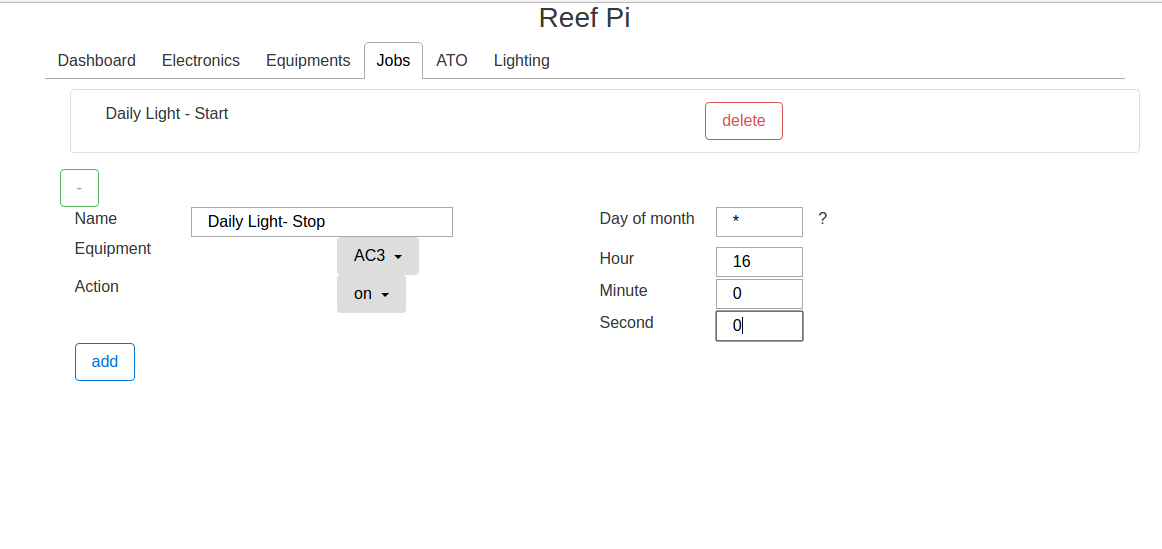 Reef Pi
Dashboard Electronics Equipments Jobs ATO Lighting
Daily Light - Start delete
-
Name Daily Light- Stop Day of month * ?
Equipment AC3 Hour 16
Action on Minute 0
Second 0
add